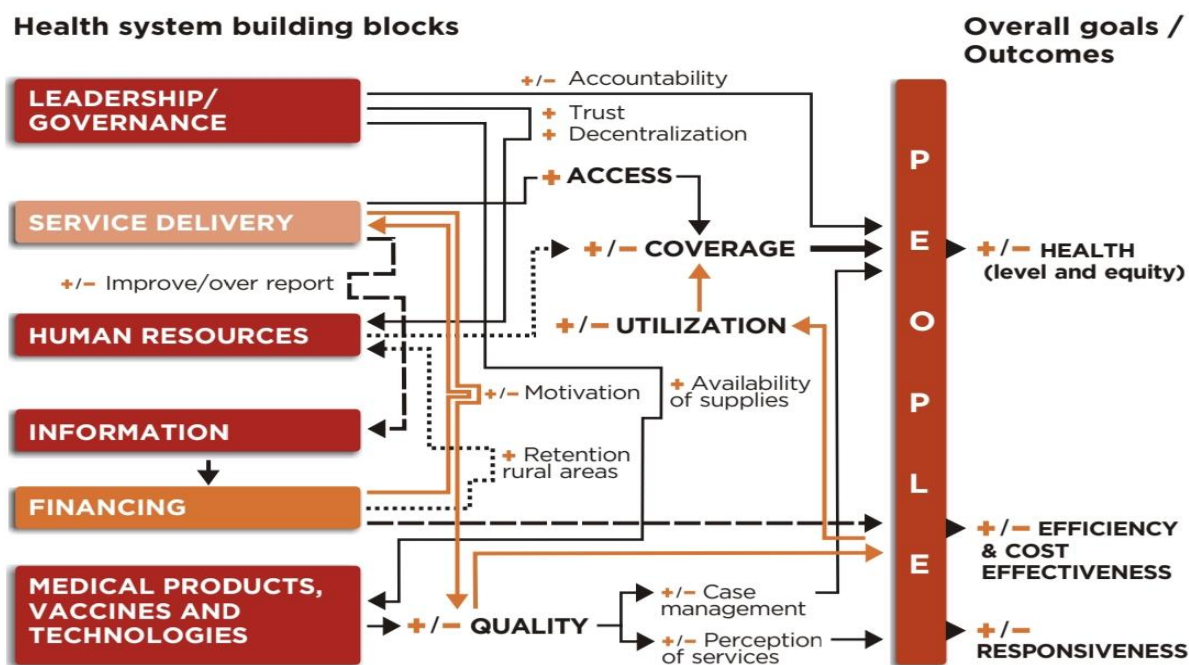 Health system building blocks
Overall goals /
Outcomes
LEADERSHIP/
GOVERNANCE
+/− Accountability
+ Trust
+ Decentralization
+ ACCESS
SERVICE DELIVERY
+/− COVERAGE
+/− HEALTH
(level and equity)
+/− Improve/over report
HUMAN RESOURCES
+/− UTILIZATION
+/− Motivation
+ Availability
of supplies
INFORMATION
+ Retention
rural areas
FINANCING
PEOPLE
+/− EFFICIENCY
& COST
EFFECTIVENESS
MEDICAL PRODUCTS,
VACCINES AND
TECHNOLOGIES
+/− QUALITY
+/− Case
management
+/− Perception
of services
+/−
RESPONSIVENESS